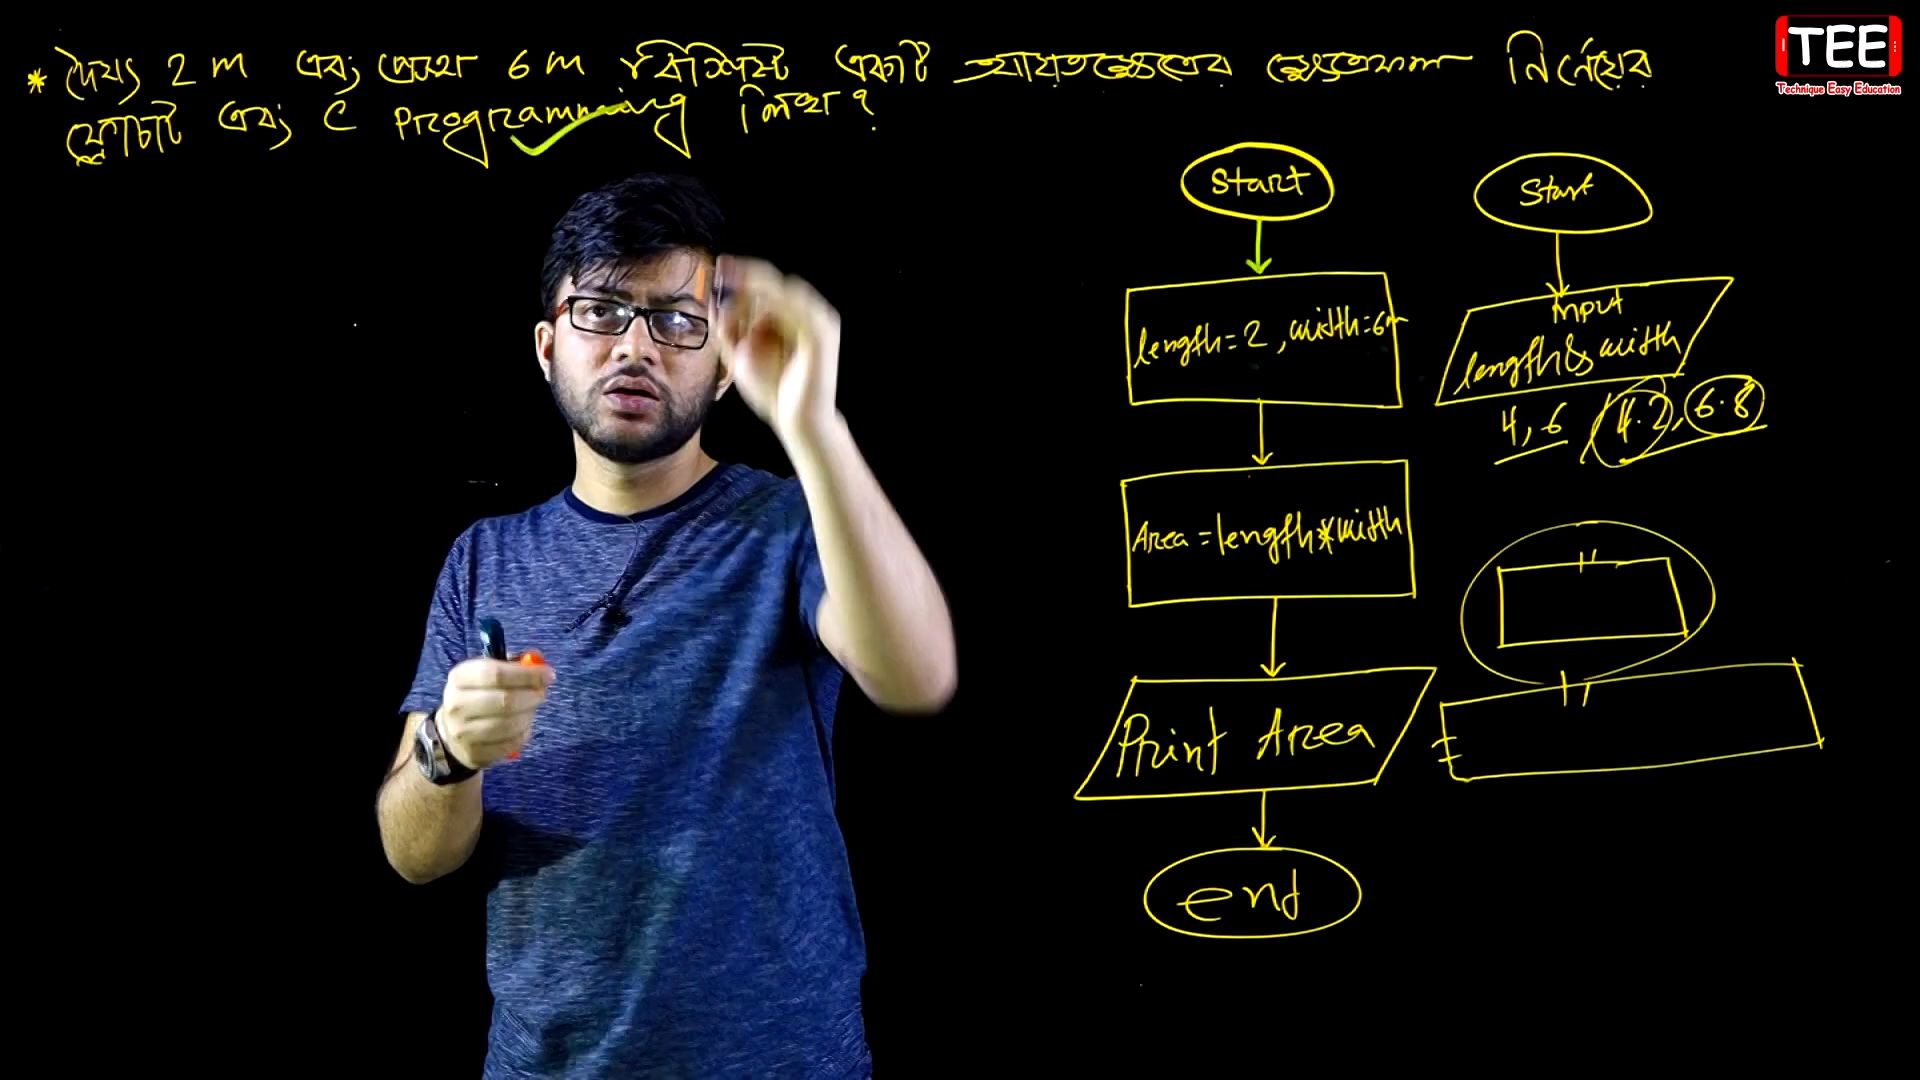 * দৈঘ্য 2 m এবং প্রস্থ 6 m বিশিষ্ট একটি আয়তক্ষেত্রের ক্ষেত্রফল নির্ণয়ের
ফ্লোচার্ট এবং C Programming লিখ?
TEE
Technique Easy Education
Start
length = 2, width = 6m
Area = length * width
Print Area
end
Start
Input
length & width
4, 6 (4.2), (6.8)